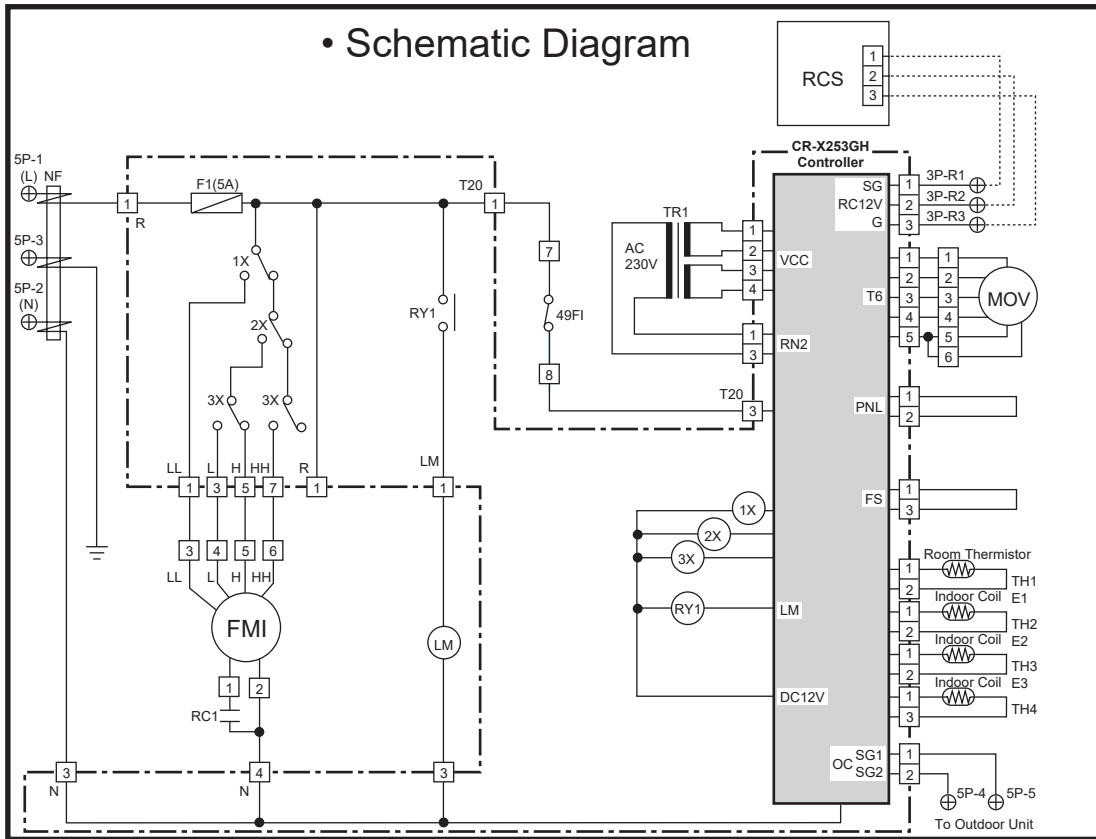 • Schematic Diagram
RCS
1
2
3
5P-1
(L) NF
5P-3
5P-2
(N)
1
R
F1(5A)
T20
1
1X
2X
3X 3X
RY1
7
49FI
8
LL L H HH R LM
1 3 5 7 1 1
3 4 5 6
LL L H HH
FMI
LM
1 2
RC1
3 4 3
N N
CR-X253GH
Controller
TR1
AC
230V
1
2
3
4
VCC
1
3
RN2
T20
3
1X
2X
3X
RY1
LM
DC12V
SG 1 3P-R1
RC12V 2 3P-R2
G 3 3P-R3
T6
1 1
2 2
3 3
4 4
5 5
6
MOV
PNL
1
2
FS
1
3
Room Thermistor
1
2
TH1
Indoor Coil E1
1
2
TH2
Indoor Coil E2
1
2
TH3
Indoor Coil E3
1
3
TH4
OC
SG1 1
SG2 2
5P-4 5P-5
To Outdoor Unit